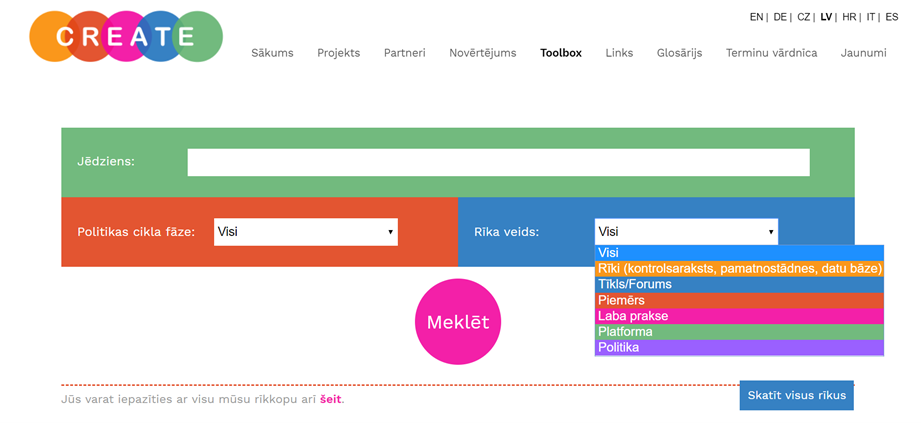 CREATE
EN | DE | CZ | LV | HR | IT | ES
Sākums Projekts Partneri Novērtējums Toolbox Links Glosārijs Terminu vārdnīca Jaunumi
Jēdziens:
Politikas cikla fāze: Visi Rīka veids: Visi
Visi
Rīki (kontrolsaraksts, pamatnostādnes, datu bāze)
Tīkls/Forums
Piemērs
Laba prakse
Platforma
Politika
Meklēt
Jūs varat iepazīties ar visu mūsu rīkkopu arī šeit.
Skatīt visus rīkus